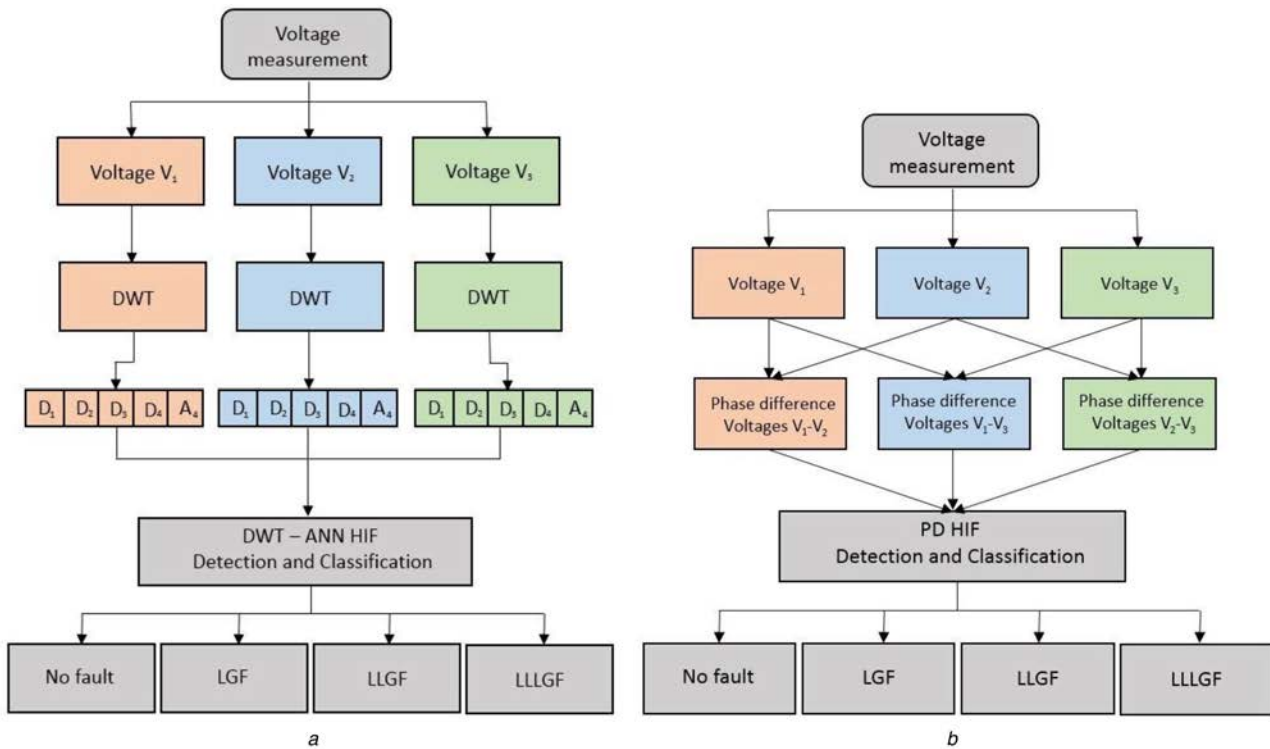 Voltage
measurement
Voltage V₁
Voltage V₂
Voltage V₃
DWT
DWT
DWT
D₁ D₂ D₃ D₄ A₄
D₁ D₂ D₃ D₄ A₄
D₁ D₂ D₃ D₄ A₄
DWT – ANN HIF
Detection and Classification
No fault
LGF
LLGF
LLLGF
a
Voltage
measurement
Voltage V₁
Voltage V₂
Voltage V₃
Phase difference
Voltages V₁-V₂
Phase difference
Voltages V₁-V₃
Phase difference
Voltages V₂-V₃
PD HIF
Detection and Classification
No fault
LGF
LLGF
LLLGF
b